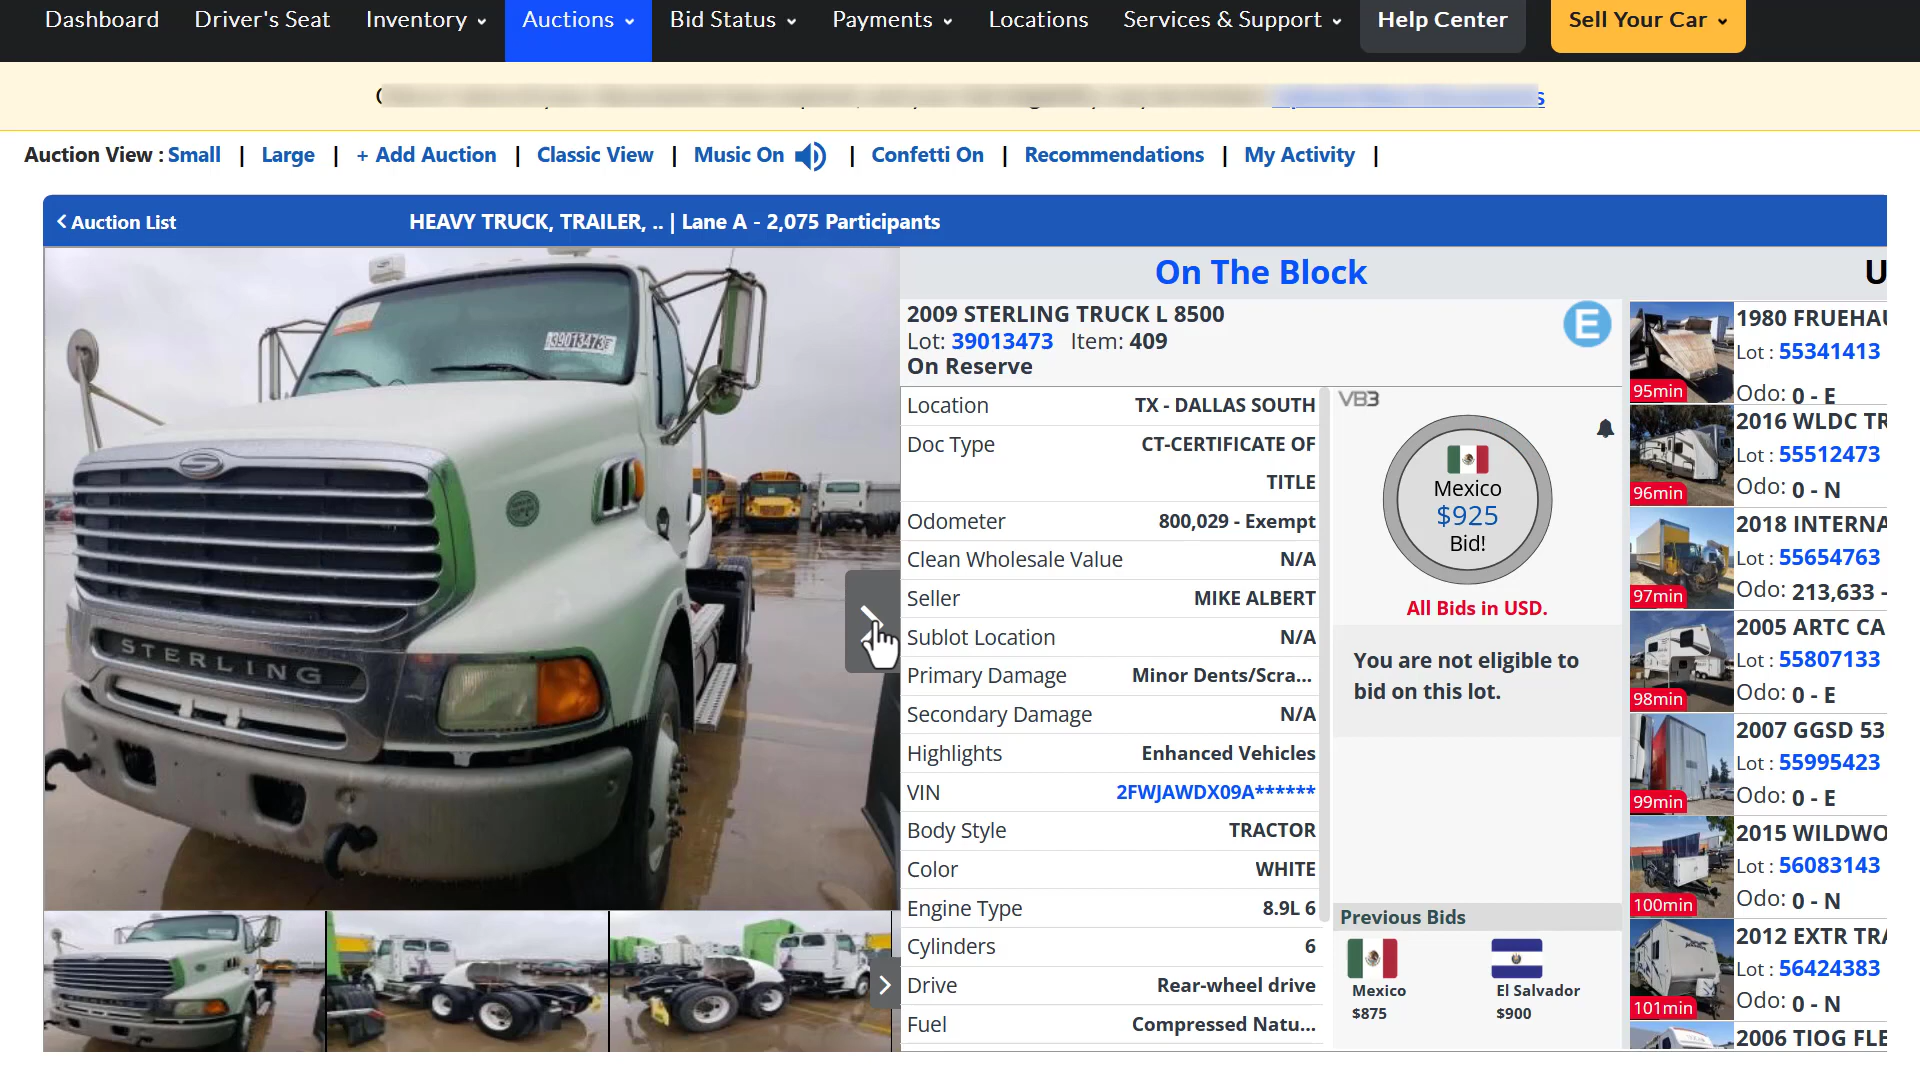 Dashboard Driver's Seat Inventory Auctions Bid Status Payments Locations Services & Support Help Center Sell Your Car
Auction View : Small | Large | + Add Auction | Classic View | Music On | Confetti On | Recommendations | My Activity |
Auction List
HEAVY TRUCK, TRAILER, .. | Lane A - 2,075 Participants
39013473
STERLING
On The Block
2009 STERLING TRUCK L 8500
Lot: 39013473 Item: 409
On Reserve
E
Location TX - DALLAS SOUTH
Doc Type CT-CERTIFICATE OF
TITLE
Odometer 800,029 - Exempt
Clean Wholesale Value N/A
Seller MIKE ALBERT
Sublot Location N/A
Primary Damage Minor Dents/Scra...
Secondary Damage N/A
Highlights Enhanced Vehicles
VIN 2FWJAWDX09A******
Body Style TRACTOR
Color WHITE
Engine Type 8.9L 6
Cylinders 6
Drive Rear-wheel drive
Fuel Compressed Natu...
VB3
Mexico
$925
Bid!
All Bids in USD.
You are not eligible to
bid on this lot.
Previous Bids
Mexico
$875
El Salvador
$900
U
1980 FRUEHAU
Lot : 55341413
95min
Odo: 0 - E
2016 WLDC TR
Lot : 55512473
96min
Odo: 0 - N
2018 INTERNA
Lot : 55654763
97min
Odo: 213,633 -
2005 ARTC CA
Lot : 55807133
98min
Odo: 0 - E
2007 GGSD 53
Lot : 55995423
99min
Odo: 0 - E
2015 WILDWO
Lot : 56083143
100min
Odo: 0 - N
2012 EXTR TRA
Lot : 56424383
101min
Odo: 0 - N
2006 TIOG FLE